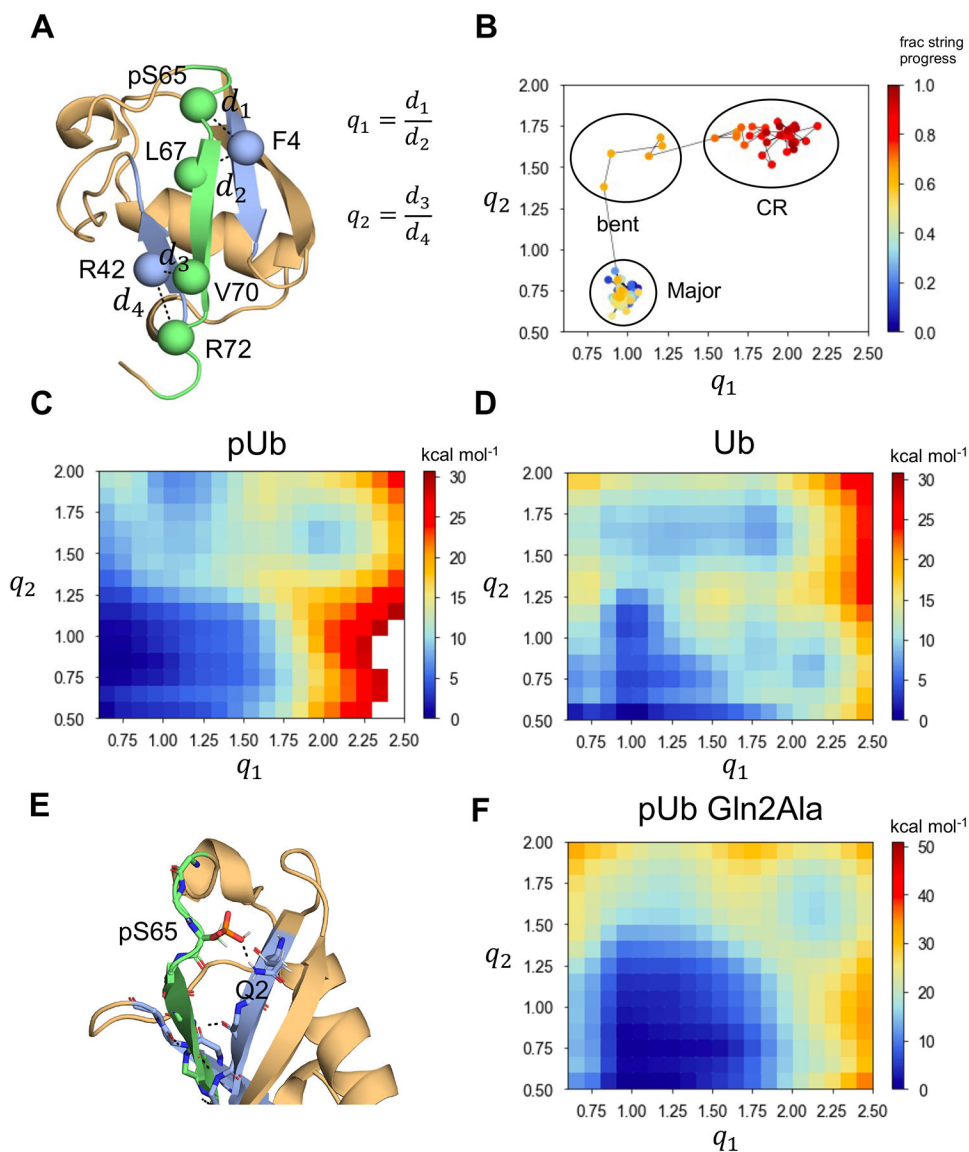 A
pS65
d₁
F4
L67
d₂
R42
d₃
V70
d₄
R72
q₁ = d₁/d₂
q₂ = d₃/d₄
B
frac string
progress
2.00
1.75
1.50
1.25
1.00
0.75
0.50
q₂
bent
CR
Major
0.75 1.00 1.25 1.50 1.75 2.00 2.25 2.50
q₁
1.0
0.8
0.6
0.4
0.2
0.0
C
pUb
kcal mol⁻¹
2.00
1.75
1.50
1.25
1.00
0.75
0.50
q₂
0.75 1.00 1.25 1.50 1.75 2.00 2.25 2.50
q₁
30
25
20
15
10
5
0
D
Ub
kcal mol⁻¹
2.00
1.75
1.50
1.25
1.00
0.75
0.50
q₂
0.75 1.00 1.25 1.50 1.75 2.00 2.25 2.50
q₁
30
25
20
15
10
5
0
E
pS65
Q2
F
pUb Gln2Ala
kcal mol⁻¹
2.00
1.75
1.50
1.25
1.00
0.75
0.50
q₂
0.75 1.00 1.25 1.50 1.75 2.00 2.25 2.50
q₁
50
40
30
20
10
0